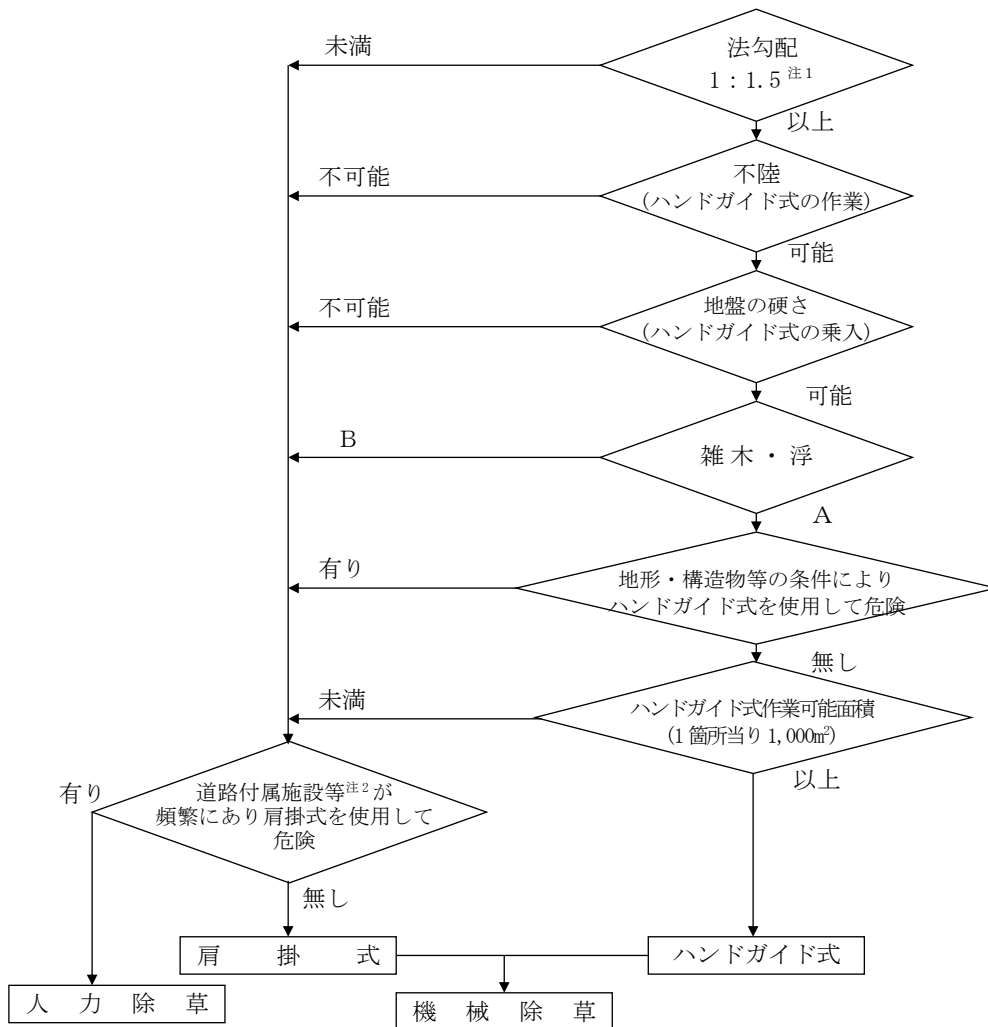 未満
法勾配
1：1.5 注1
以上
不可能
不陸
(ハンドガイド式の作業)
可能
不可能
地盤の硬さ
(ハンドガイド式の乗入)
可能
B
雑木・浮
A
有り
地形・構造物等の条件により
ハンドガイド式を使用して危険
無し
未満
ハンドガイド式作業可能面積
(1箇所当り1,000m²)
以上
有り
道路付属施設等注2が
頻繁にあり肩掛式を使用して
危険
無し
肩掛式
ハンドガイド式
人力除草
機械除草